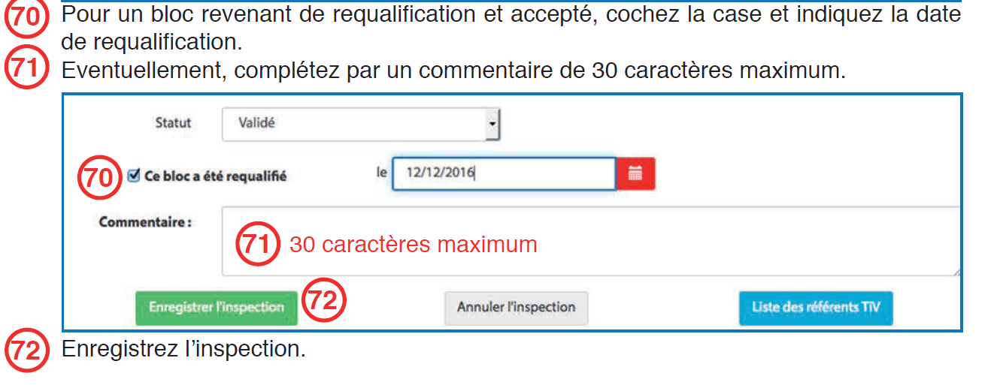 70 Pour un bloc revenant de requalification et accepté, cochez la case et indiquez la date
de requalification.
71 Eventuellement, complétez par un commentaire de 30 caractères maximum.
Statut Validé
70 Ce bloc a été requalifié le 12/12/2016
Commentaire :
71 30 caractères maximum
Enregistrer l'inspection 72 Annuler l'inspection Liste des référents TIV
72 Enregistrez l’inspection.